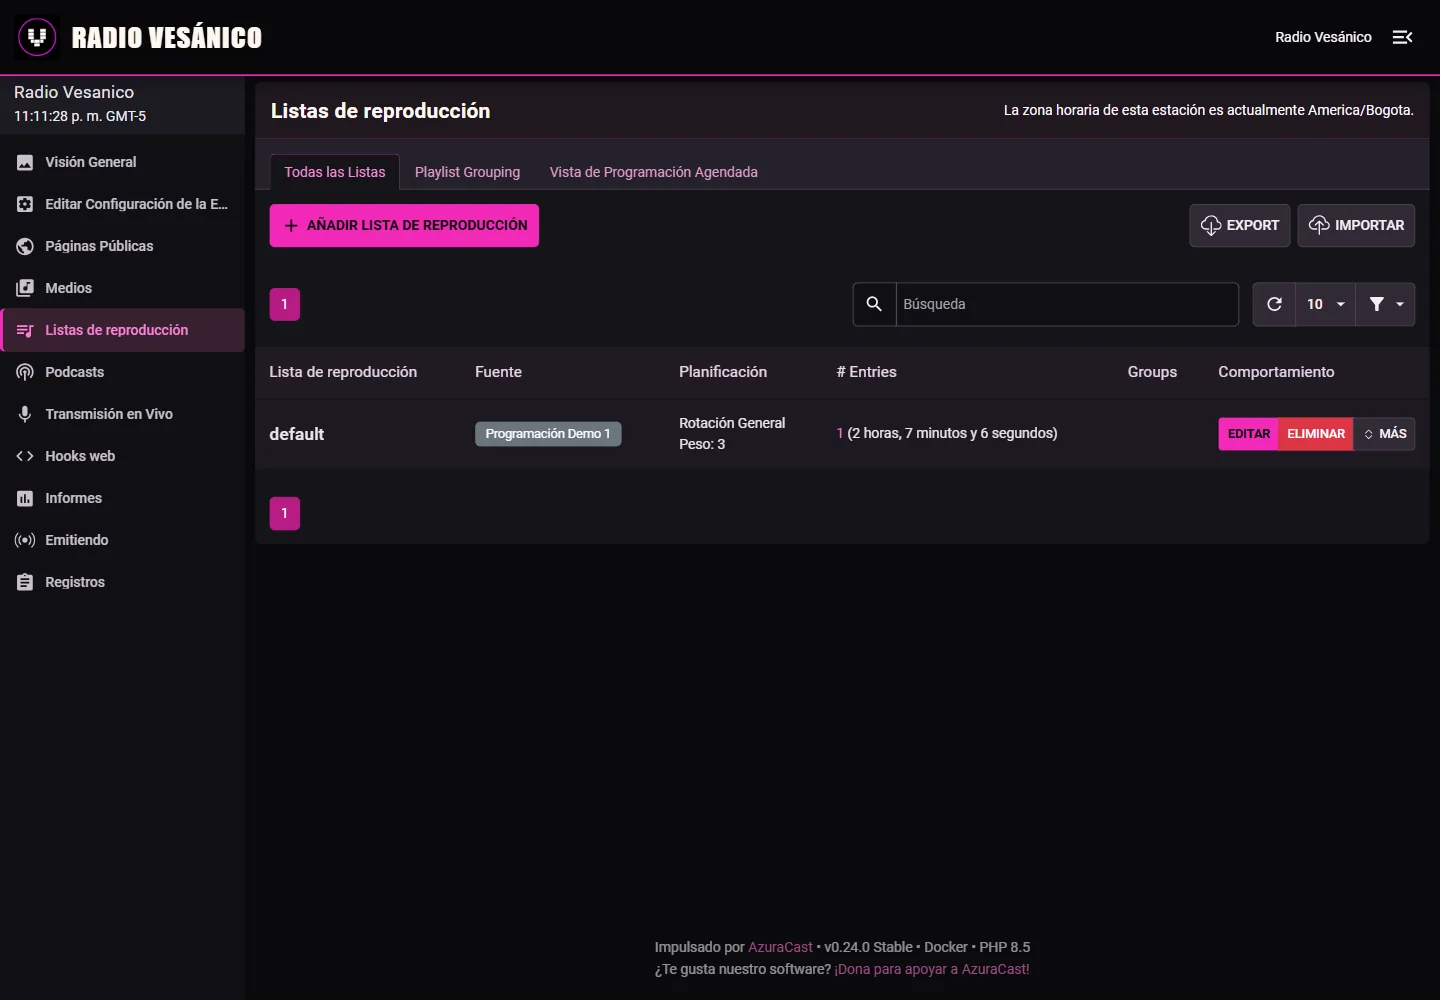 RADIO VESÁNICO
Radio Vesánico
Radio Vesanico
11:11:28 p. m. GMT-5
Visión General
Editar Configuración de la E...
Páginas Públicas
Medios
Listas de reproducción
Podcasts
Transmisión en Vivo
Hooks web
Informes
Emitiendo
Registros
Listas de reproducción
La zona horaria de esta estación es actualmente America/Bogota.
Todas las Listas
Playlist Grouping
Vista de Programación Agendada
AÑADIR LISTA DE REPRODUCCIÓN
EXPORT
IMPORTAR
1
Búsqueda
10
Lista de reproducción
Fuente
Planificación
# Entries
Groups
Comportamiento
default
Programación Demo 1
Rotación General
Peso: 3
1 (2 horas, 7 minutos y 6 segundos)
EDITAR
ELIMINAR
MÁS
1
Impulsado por AzuraCast • v0.24.0 Stable • Docker • PHP 8.5
¿Te gusta nuestro software? ¡Dona para apoyar a AzuraCast!